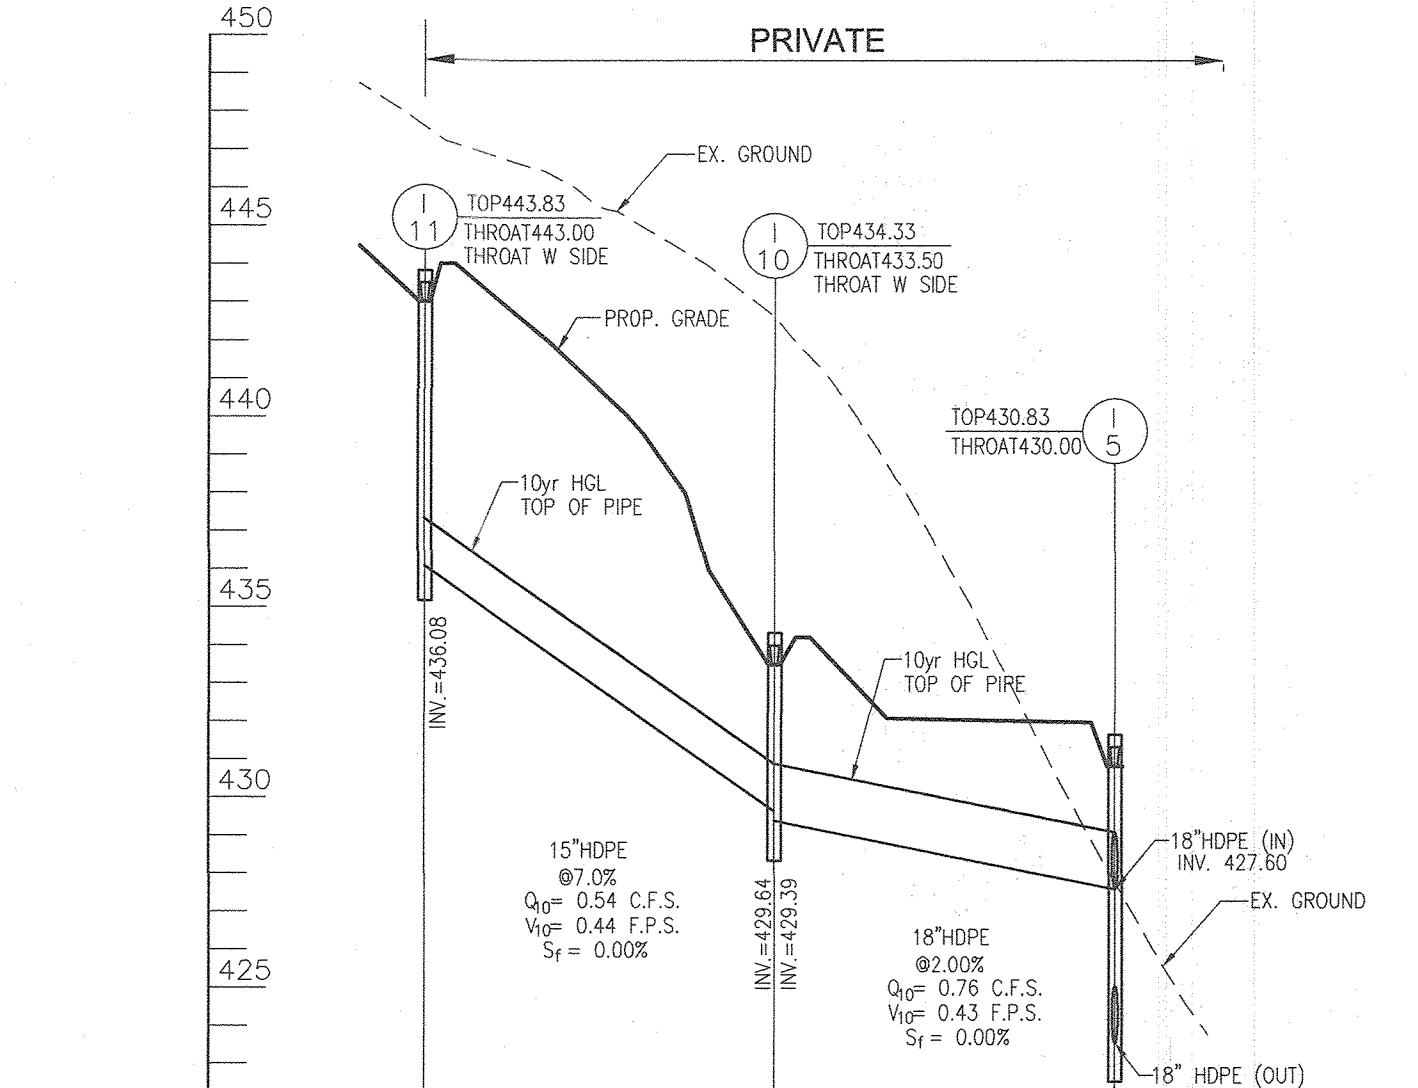 450
PRIVATE
EX. GROUND
445
I
11
TOP443.83
THROAT443.00
THROAT W SIDE
I
10
TOP434.33
THROAT433.50
THROAT W SIDE
PROP. GRADE
440
TOP430.83
THROAT430.00
I
5
10yr HGL
TOP OF PIPE
435
INV.=436.08
10yr HGL
TOP OF PIPE
430
15"HDPE
@7.0%
Q10= 0.54 C.F.S.
V10= 0.44 F.P.S.
Sf = 0.00%
INV.=429.64
INV.=429.39
18"HDPE (IN)
INV. 427.60
EX. GROUND
18"HDPE
@2.00%
Q10= 0.76 C.F.S.
V10= 0.43 F.P.S.
Sf = 0.00%
425
18" HDPE (OUT)